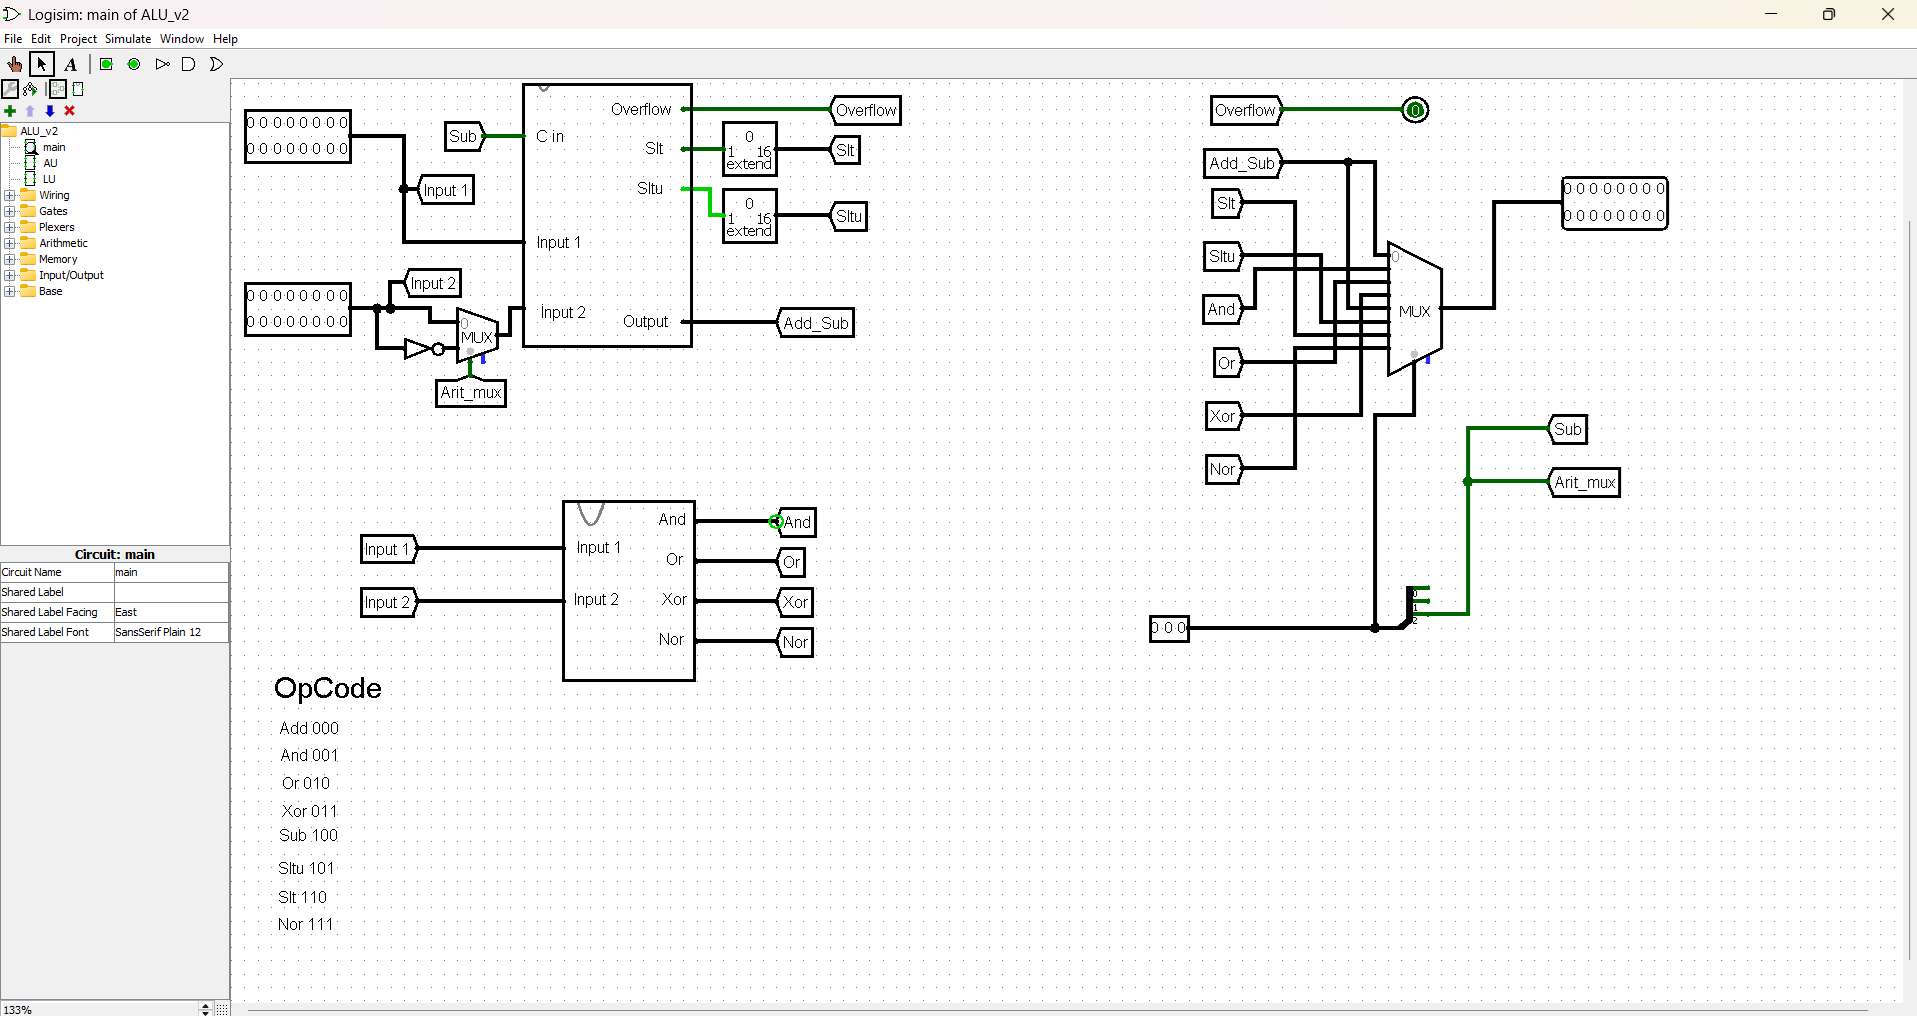 Logisim: main of ALU_v2
File Edit Project Simulate Window Help
A
ALU_v2
main
AU
LU
Wiring
Gates
Plexers
Arithmetic
Memory
Input/Output
Base
Circuit: main
Circuit Name main
Shared Label
Shared Label Facing East
Shared Label Font SansSerif Plain 12
133%
0 0 0 0 0 0 0 0
0 0 0 0 0 0 0 0
Input 1
Sub
C in
Overflow
Slt
Sltu
Input 1
Input 2
Output
Overflow
0
1 16
extend
Slt
0
1 16
extend
Sltu
Add_Sub
0 0 0 0 0 0 0 0
0 0 0 0 0 0 0 0
Input 2
0
MUX
Arit_mux
Input 1
Input 2
Input 1
Input 2
And
Or
Xor
Nor
And
Or
Xor
Nor
OpCode
Add 000
And 001
Or 010
Xor 011
Sub 100
Sltu 101
Slt 110
Nor 111
Overflow
0
Add_Sub
Slt
Sltu
And
Or
Xor
Nor
0
MUX
0 0 0 0 0 0 0 0
0 0 0 0 0 0 0 0
Sub
Arit_mux
0 0 0
0
1
2